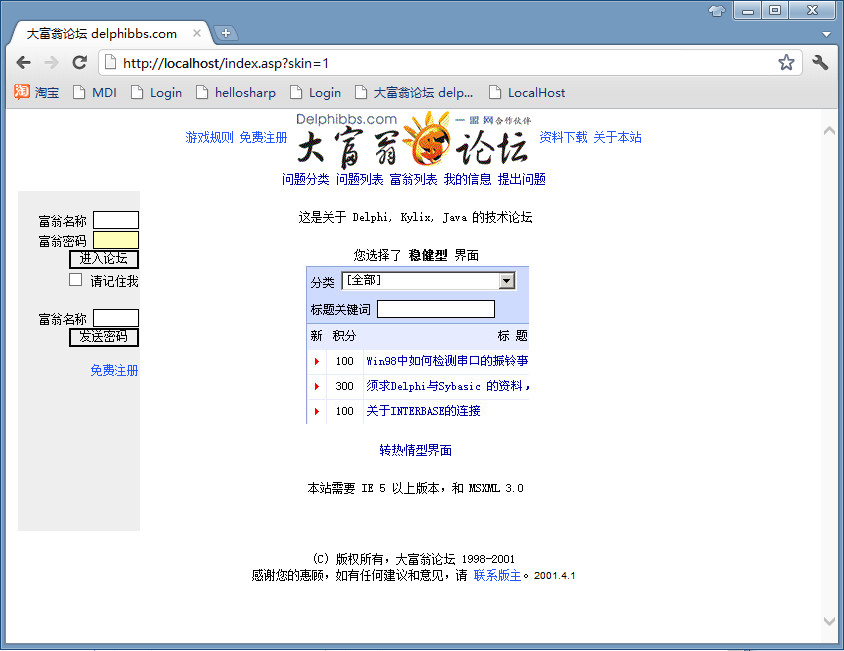 大富翁论坛 delphibbs.com
http://localhost/index.asp?skin=1
淘宝 MDI Login hellosharp Login 大富翁论坛 delp... LocalHost
Delphibbs.com 一盟网合作伙伴
游戏规则 免费注册 大富翁论坛 资料下载 关于本站
问题分类 问题列表 富翁列表 我的信息 提出问题
富翁名称
富翁密码
进入论坛
请记住我
富翁名称
发送密码
免费注册
这是关于 Delphi, Kylix, Java 的技术论坛
您选择了 稳健型 界面
分类 [全部]
标题关键词
新 积分 标 题
100 Win98中如何检测串口的振铃事
300 须求Delphi与Sybasic 的资料，
100 关于INTERBASE的连接
转热情型界面
本站需要 IE 5 以上版本，和 MSXML 3.0
(C) 版权所有，大富翁论坛 1998-2001
感谢您的惠顾，如有任何建议和意见，请 联系版主。2001.4.1